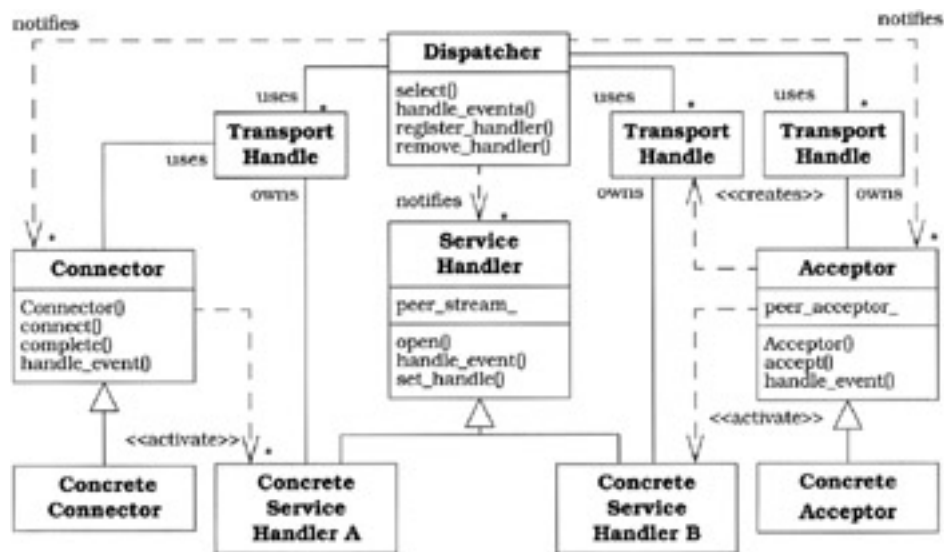 notifies
notifies
Dispatcher
select()
handle_events()
register_handler()
remove_handler()
uses
*
uses
*
uses
*
Transport
Handle
Transport
Handle
Transport
Handle
uses
owns
notifies
*
owns
<<creates>>
owns
*
*
Connector
Connector()
connect()
complete()
handle_event()
Service
Handler
peer_stream_
open()
handle_event()
set_handle()
Acceptor
peer_acceptor_
Acceptor()
accept()
handle_event()
<<activate>>
*
<<activate>>
Concrete
Connector
Concrete
Service
Handler A
Concrete
Service
Handler B
Concrete
Acceptor